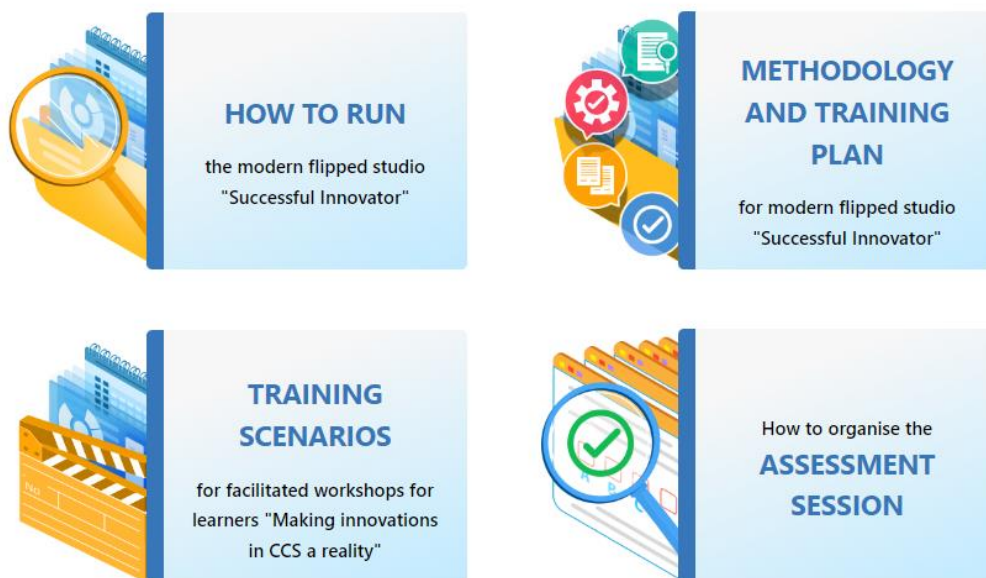 HOW TO RUN
the modern flipped studio
"Successful Innovator"
METHODOLOGY
AND TRAINING
PLAN
for modern flipped studio
"Successful Innovator"
TRAINING
SCENARIOS
for facilitated workshops for
learners "Making innovations
in CCS a reality"
No
How to organise the
ASSESSMENT
SESSION